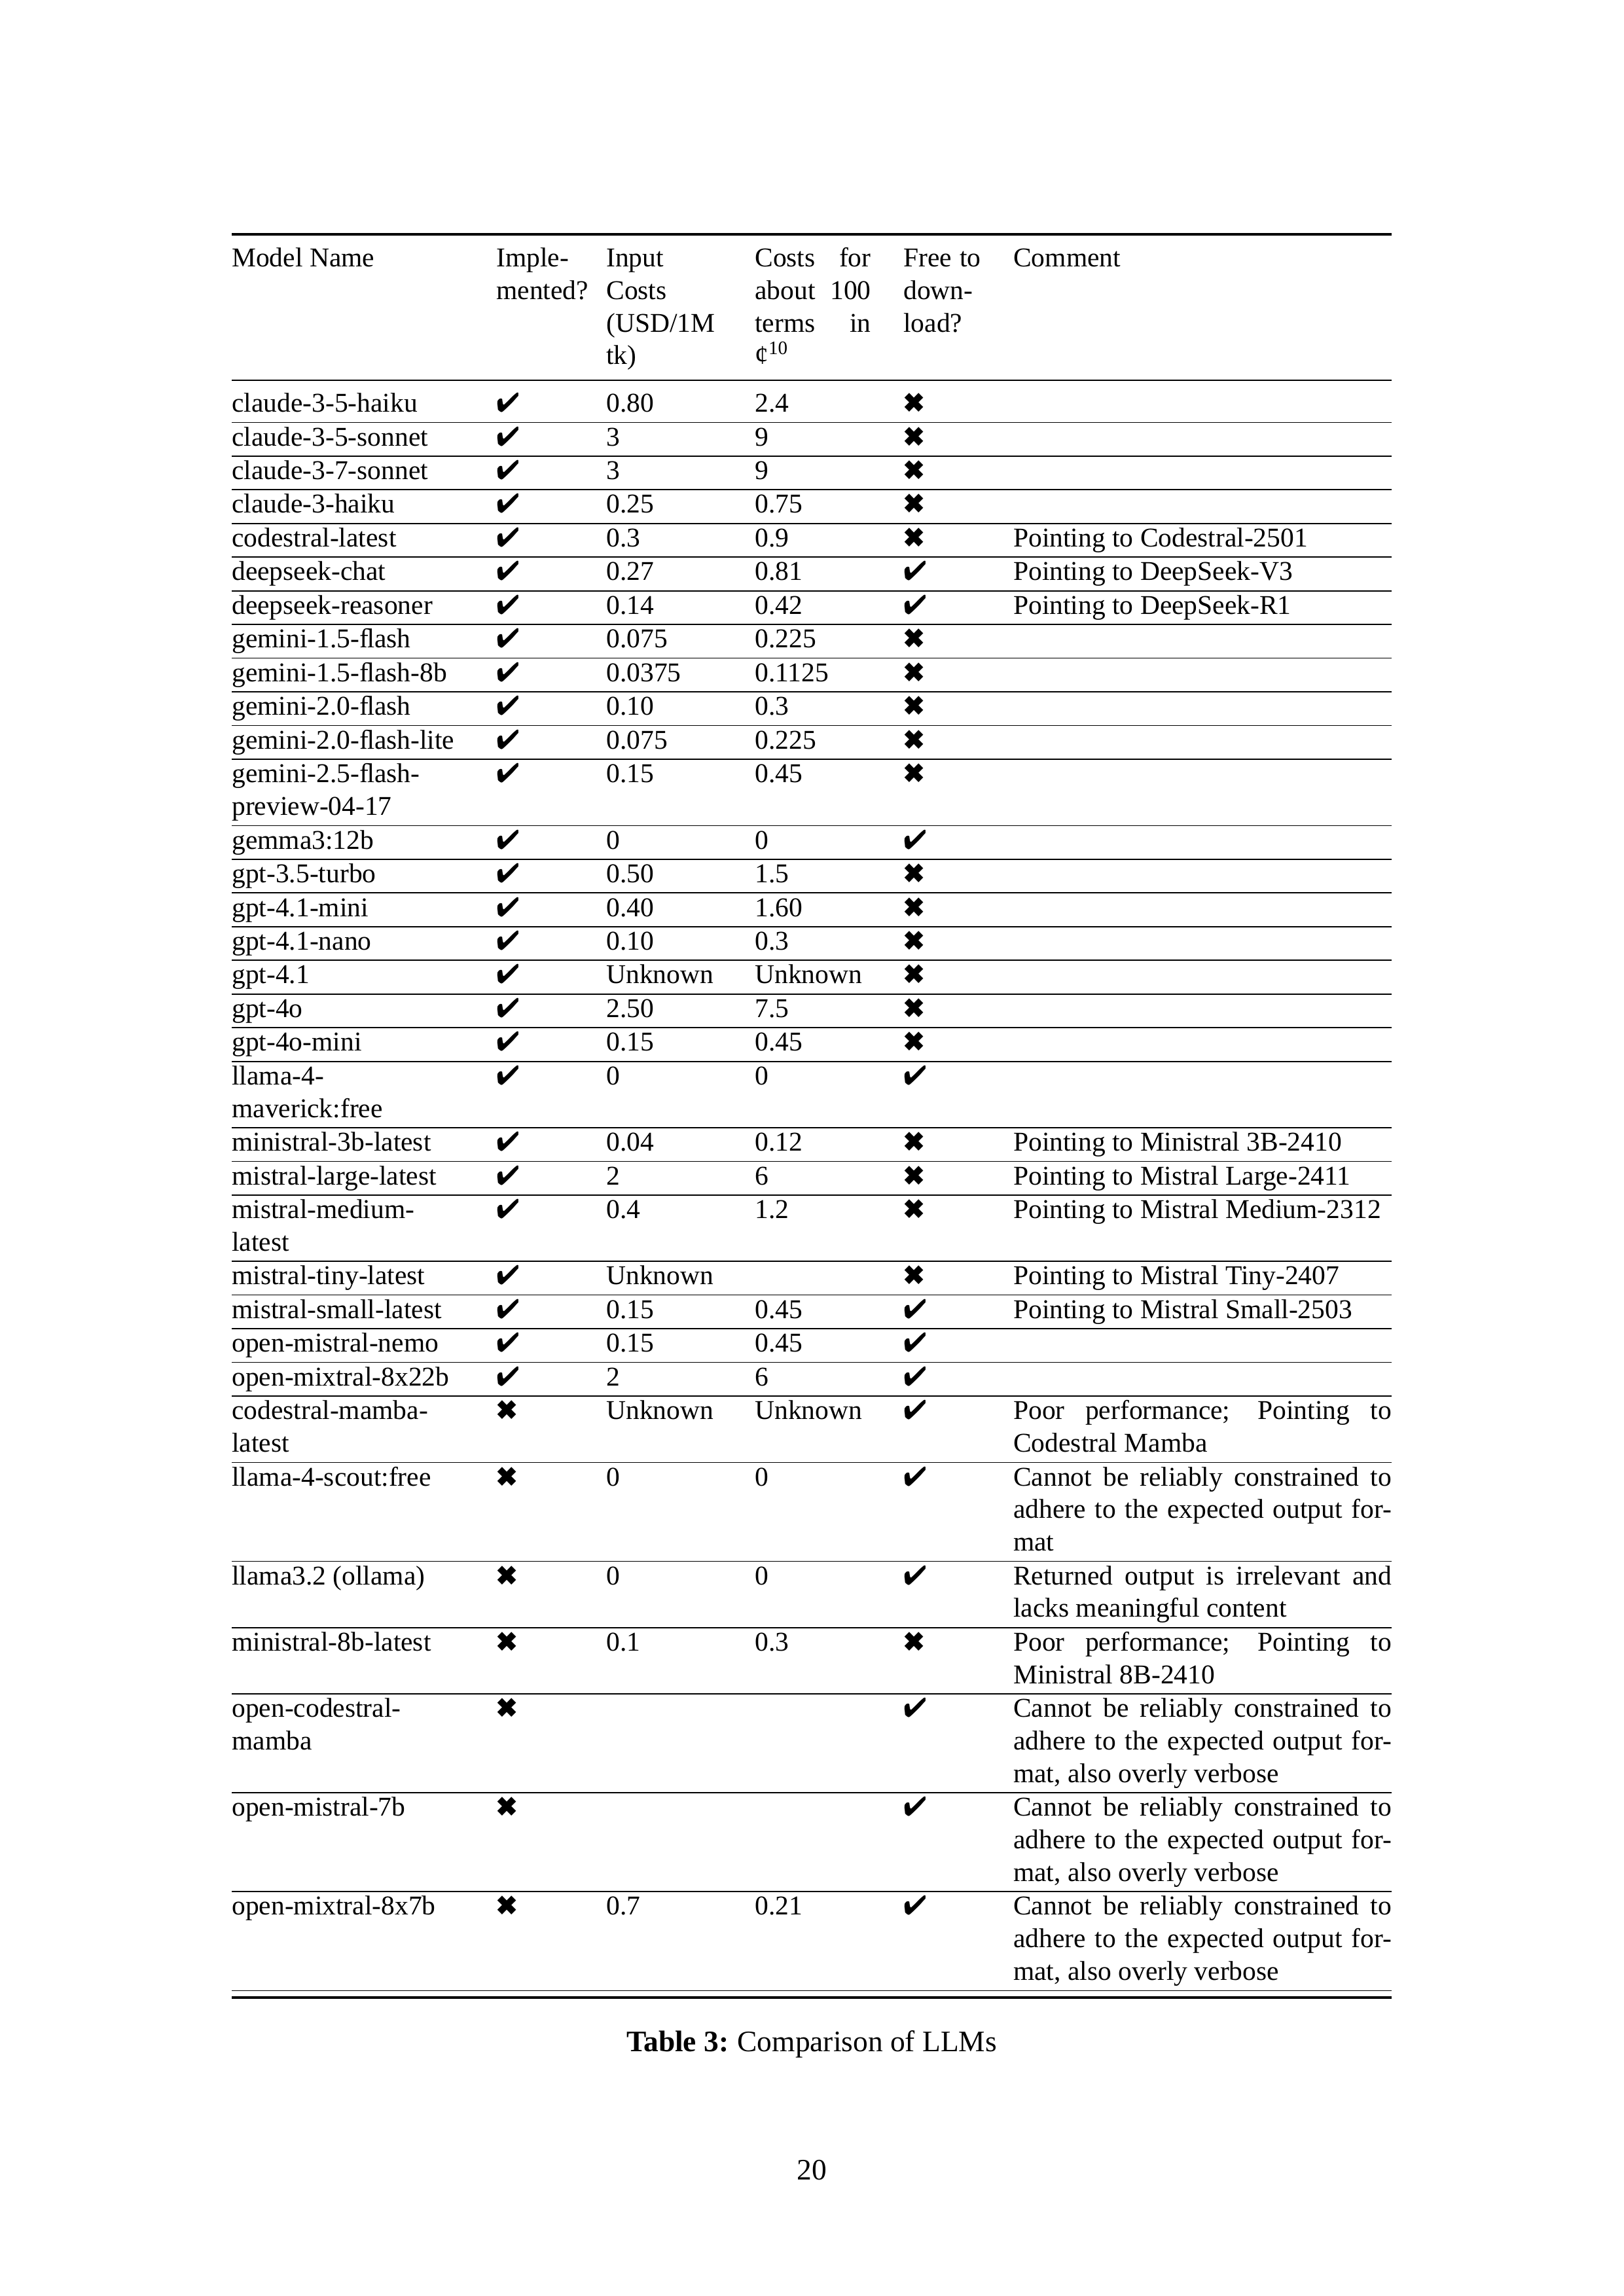 Model Name Imple- Input Costs for Free to Comment
mented? Costs about 100 down-
(USD/1M terms in load?
tk) ¢10
claude-3-5-haiku ✔ 0.80 2.4 ✖
claude-3-5-sonnet ✔ 3 9 ✖
claude-3-7-sonnet ✔ 3 9 ✖
claude-3-haiku ✔ 0.25 0.75 ✖
codestral-latest ✔ 0.3 0.9 ✖ Pointing to Codestral-2501
deepseek-chat ✔ 0.27 0.81 ✔ Pointing to DeepSeek-V3
deepseek-reasoner ✔ 0.14 0.42 ✔ Pointing to DeepSeek-R1
gemini-1.5-flash ✔ 0.075 0.225 ✖
gemini-1.5-flash-8b ✔ 0.0375 0.1125 ✖
gemini-2.0-flash ✔ 0.10 0.3 ✖
gemini-2.0-flash-lite ✔ 0.075 0.225 ✖
gemini-2.5-flash- ✔ 0.15 0.45 ✖
preview-04-17
gemma3:12b ✔ 0 0 ✔
gpt-3.5-turbo ✔ 0.50 1.5 ✖
gpt-4.1-mini ✔ 0.40 1.60 ✖
gpt-4.1-nano ✔ 0.10 0.3 ✖
gpt-4.1 ✔ Unknown Unknown ✖
gpt-4o ✔ 2.50 7.5 ✖
gpt-4o-mini ✔ 0.15 0.45 ✖
llama-4- ✔ 0 0 ✔
maverick:free
ministral-3b-latest ✔ 0.04 0.12 ✖ Pointing to Ministral 3B-2410
mistral-large-latest ✔ 2 6 ✖ Pointing to Mistral Large-2411
mistral-medium- ✔ 0.4 1.2 ✖ Pointing to Mistral Medium-2312
latest
mistral-tiny-latest ✔ Unknown ✖ Pointing to Mistral Tiny-2407
mistral-small-latest ✔ 0.15 0.45 ✔ Pointing to Mistral Small-2503
open-mistral-nemo ✔ 0.15 0.45 ✔
open-mixtral-8x22b ✔ 2 6 ✔
codestral-mamba- ✖ Unknown Unknown ✔ Poor performance; Pointing to
latest Codestral Mamba
llama-4-scout:free ✖ 0 0 ✔ Cannot be reliably constrained to
adhere to the expected output for-
mat
llama3.2 (ollama) ✖ 0 0 ✔ Returned output is irrelevant and
lacks meaningful content
ministral-8b-latest ✖ 0.1 0.3 ✖ Poor performance; Pointing to
Ministral 8B-2410
open-codestral- ✖ ✔ Cannot be reliably constrained to
mamba adhere to the expected output for-
mat, also overly verbose
open-mistral-7b ✖ ✔ Cannot be reliably constrained to
adhere to the expected output for-
mat, also overly verbose
open-mixtral-8x7b ✖ 0.7 0.21 ✔ Cannot be reliably constrained to
adhere to the expected output for-
mat, also overly verbose
Table 3: Comparison of LLMs
20